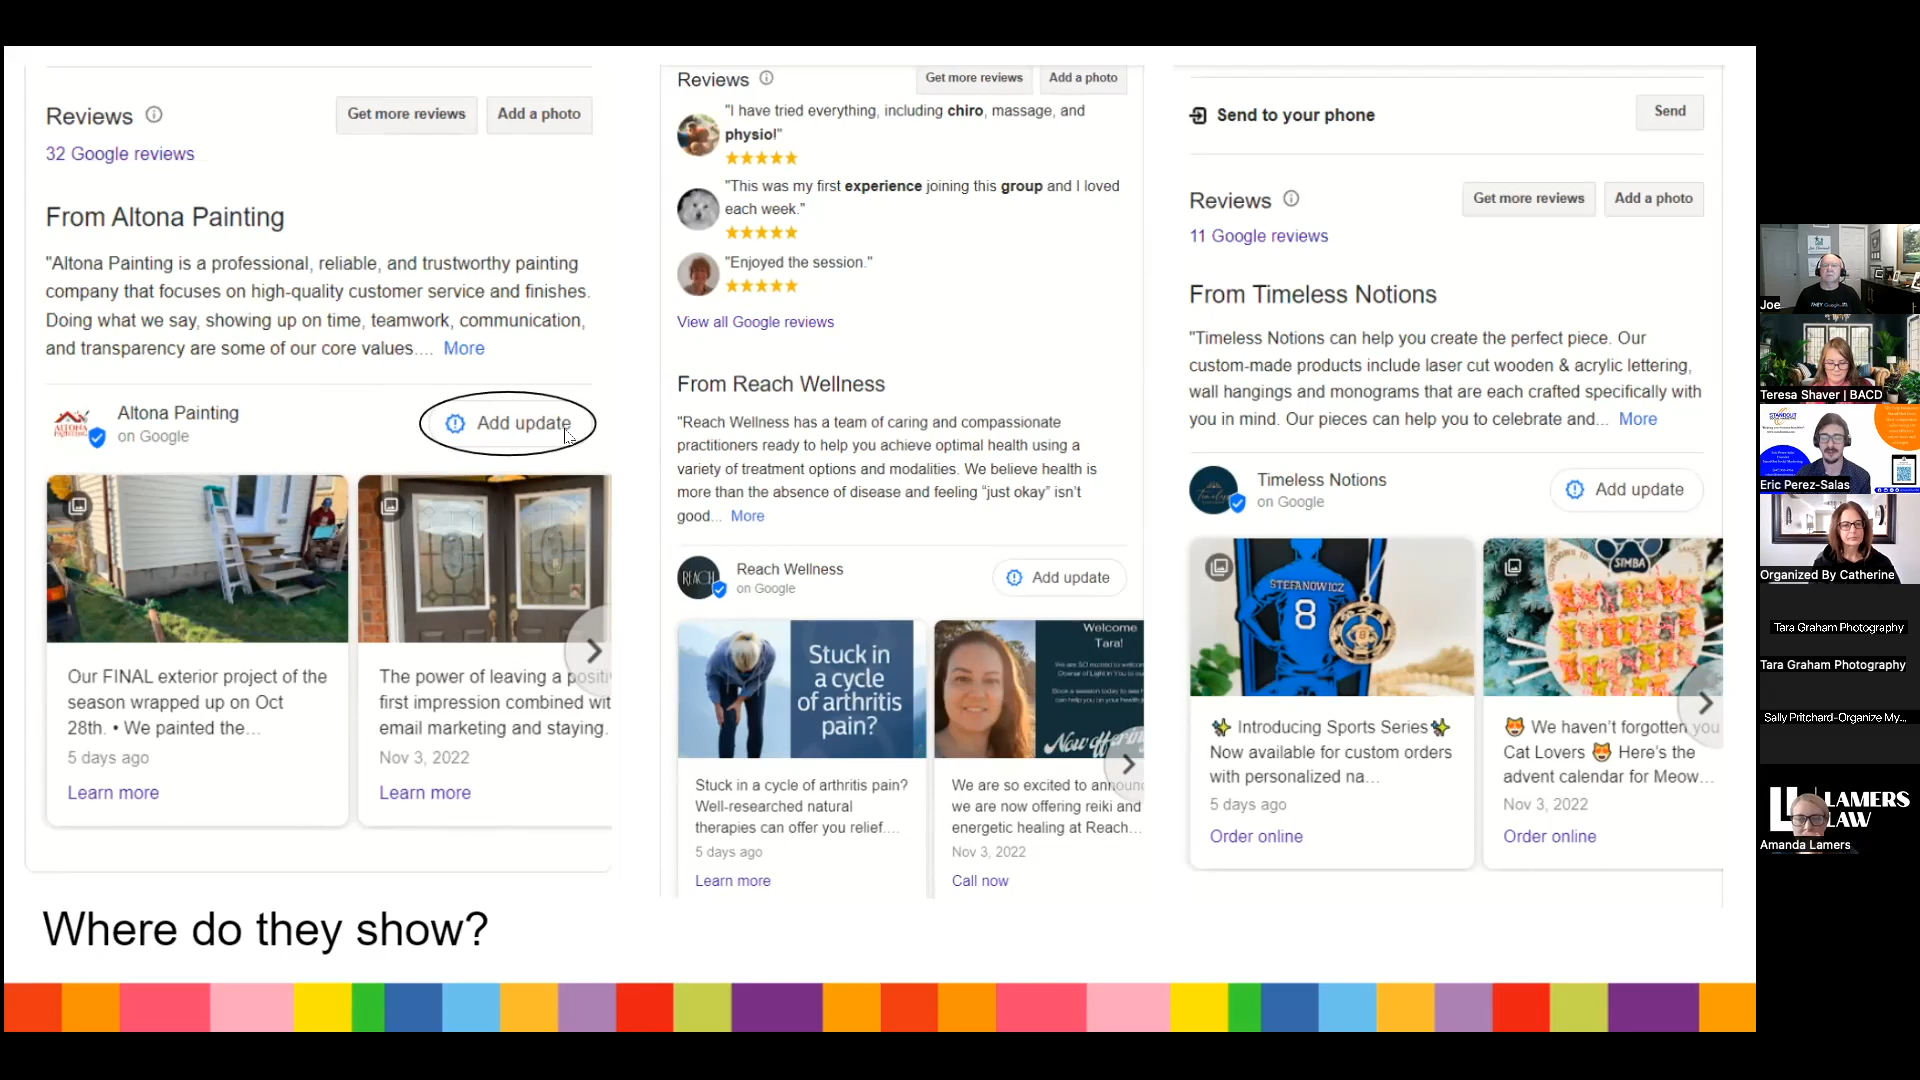 Reviews
Get more reviews
Add a photo
32 Google reviews
From Altona Painting
"Altona Painting is a professional, reliable, and trustworthy painting
company that focuses on high-quality customer service and finishes.
Doing what we say, showing up on time, teamwork, communication,
and transparency are some of our core values.... More
Altona Painting
on Google
Add update
Our FINAL exterior project of the
season wrapped up on Oct
28th. • We painted the...
5 days ago
Learn more
The power of leaving a positi
first impression combined wit
email marketing and staying.
Nov 3, 2022
Learn more
Reviews
Get more reviews
Add a photo
"I have tried everything, including chiro, massage, and
physio!"
"This was my first experience joining this group and I loved
each week."
"Enjoyed the session."
View all Google reviews
From Reach Wellness
"Reach Wellness has a team of caring and compassionate
practitioners ready to help you achieve optimal health using a
variety of treatment options and modalities. We believe health is
more than the absence of disease and feeling “just okay” isn’t
good... More
REACH
Reach Wellness
on Google
Add update
Stuck in
a cycle
of arthritis
pain?
Stuck in a cycle of arthritis pain?
Well-researched natural
therapies can offer you relief....
5 days ago
Learn more
Welcome
Tara!
Now offering
We are so excited to announc
we are now offering reiki and
energetic healing at Reach...
Nov 3, 2022
Call now
Send to your phone
Send
Reviews
Get more reviews
Add a photo
11 Google reviews
From Timeless Notions
"Timeless Notions can help you create the perfect piece. Our
custom-made products include laser cut wooden & acrylic lettering,
wall hangings and monograms that are each crafted specifically with
you in mind. Our pieces can help you to celebrate and... More
Timeless Notions
on Google
Add update
STEFANOWICZ
8
✨ Introducing Sports Series✨
Now available for custom orders
with personalized na...
5 days ago
Order online
SIMBA
😻 We haven’t forgotten you
Cat Lovers 😻 Here’s the
advent calendar for Meow...
Nov 3, 2022
Order online
Where do they show?
Joe
Teresa Shaver | BACD
STANDOUT
Eric Perez-Salas
Organized By Catherine
Tara Graham Photography
Tara Graham Photography
Sally Pritchard-Organize My...
LAMERS
LAW
Amanda Lamers